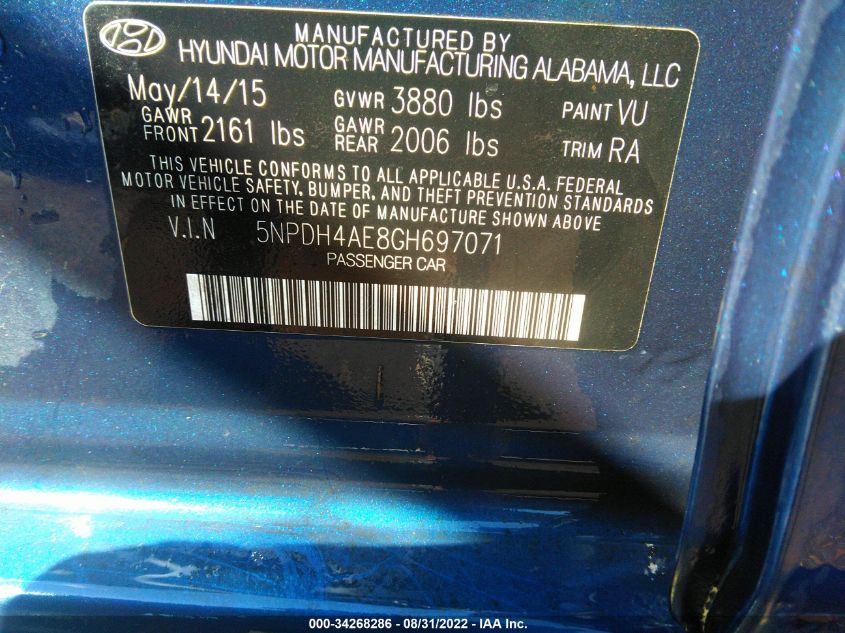 MANUFACTURED BY
HYUNDAI MOTOR MANUFACTURING ALABAMA, LLC
May/14/15 GVWR 3880 lbs PAINT VU
GAWR FRONT 2161 lbs GAWR REAR 2006 lbs TRIM RA
THIS VEHICLE CONFORMS TO ALL APPLICABLE U.S.A. FEDERAL
MOTOR VEHICLE SAFETY, BUMPER, AND THEFT PREVENTION STANDARDS
IN EFFECT ON THE DATE OF MANUFACTURE SHOWN ABOVE
V.I.N 5NPDH4AE8GH697071
PASSENGER CAR
000-34268286 - 08/31/2022 - IAA Inc.